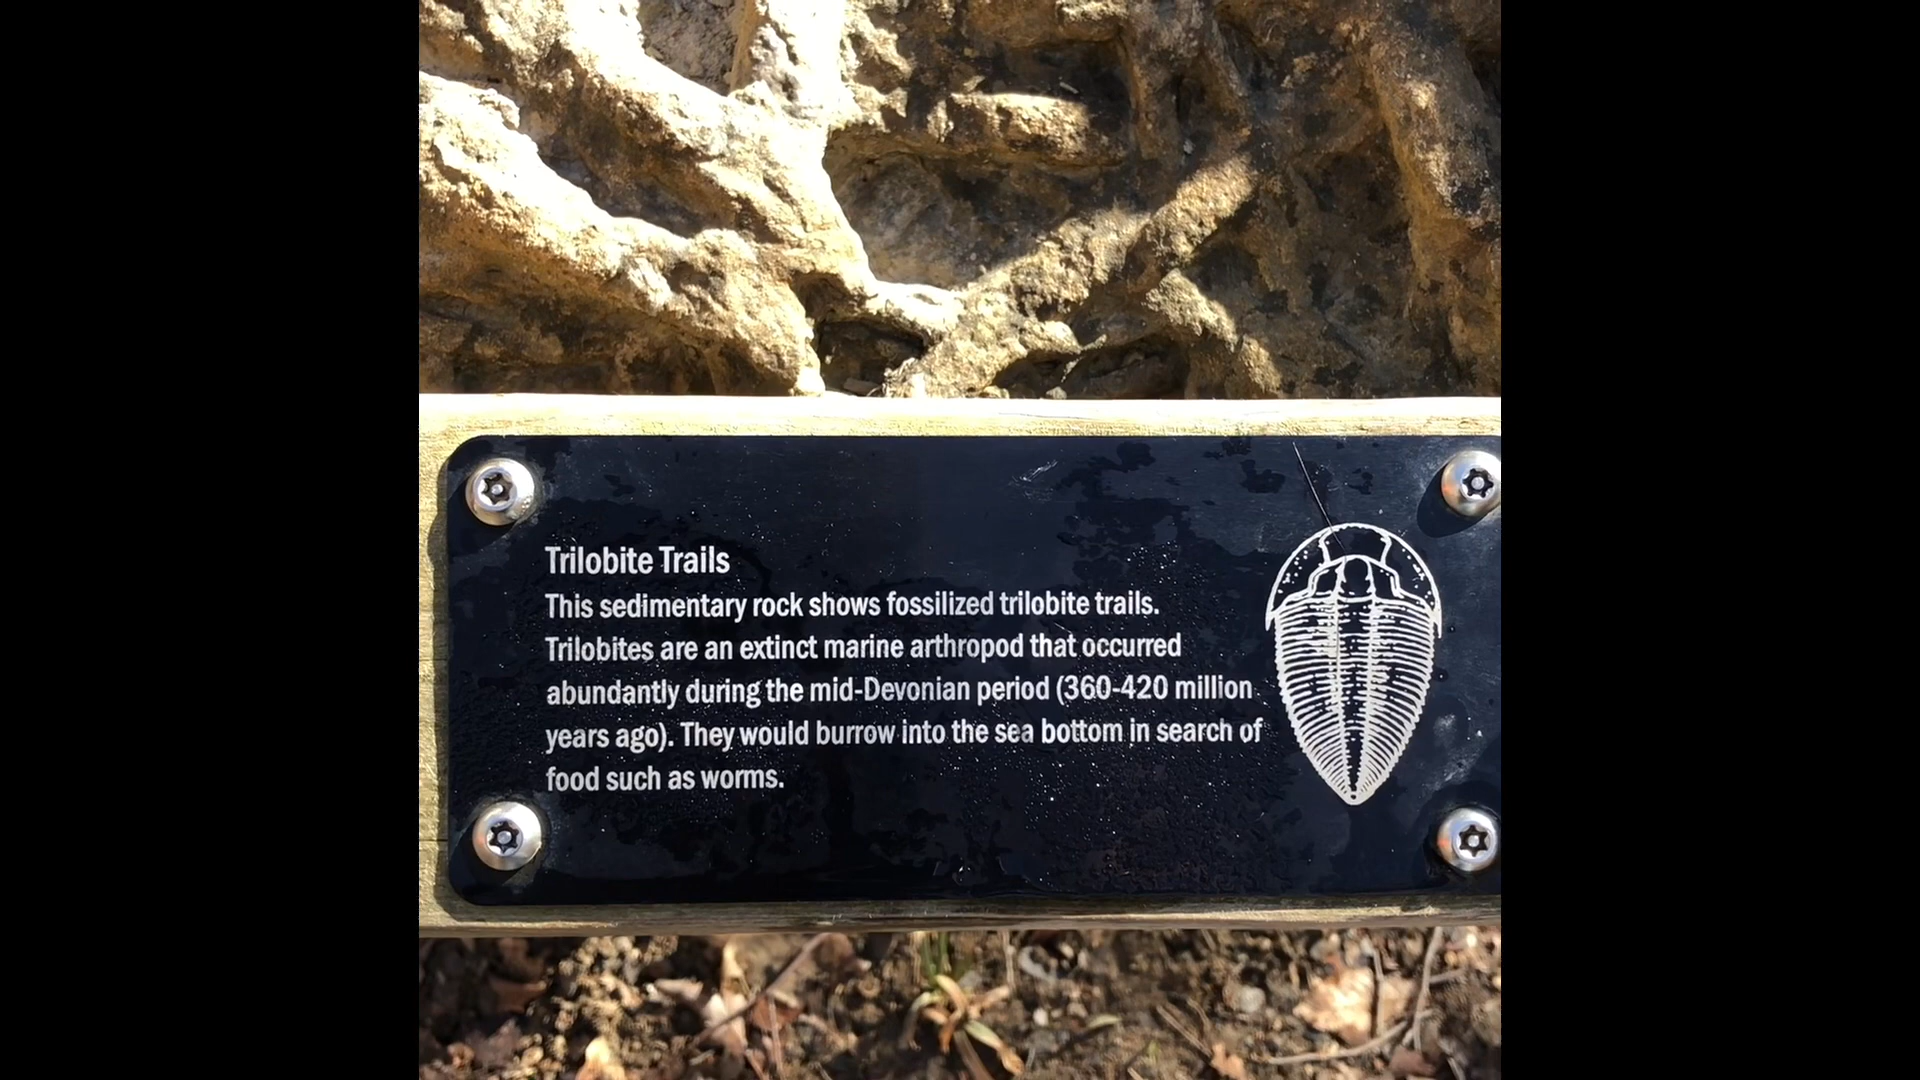 Trilobite Trails
This sedimentary rock shows fossilized trilobite trails.
Trilobites are an extinct marine arthropod that occurred
abundantly during the mid-Devonian period (360-420 million
years ago). They would burrow into the sea bottom in search of
food such as worms.